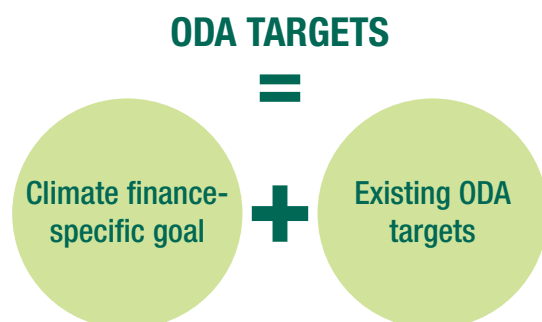 ODA TARGETS
=
Climate finance-
specific goal
+
Existing ODA
targets